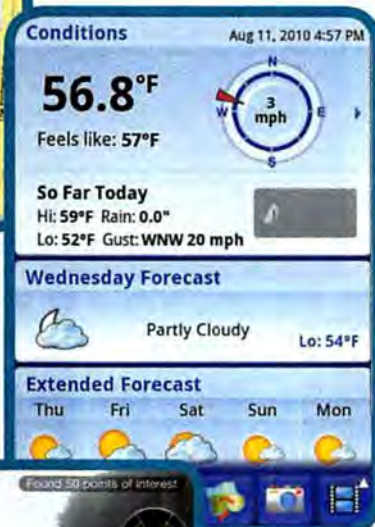 Conditions Aug 11, 2010 4:57 PM
56.8°F
Feels like: 57°F
N
W
E
S
3
mph
So Far Today
Hi: 59°F Rain: 0.0"
Lo: 52°F Gust: WNW 20 mph
Wednesday Forecast
Partly Cloudy
Lo: 54°F
Extended Forecast
Thu Fri Sat Sun Mon
Found 50 points of interest